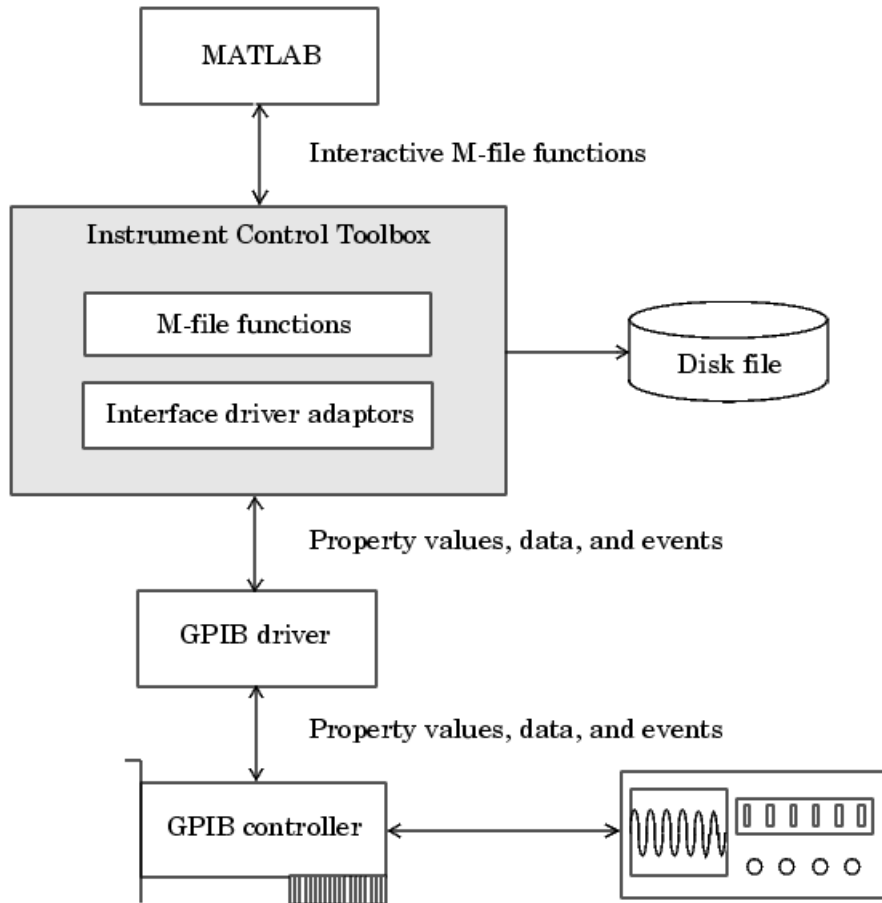 MATLAB
Interactive M-file functions
Instrument Control Toolbox
M-file functions
Interface driver adaptors
Disk file
Property values, data, and events
GPIB driver
Property values, data, and events
GPIB controller